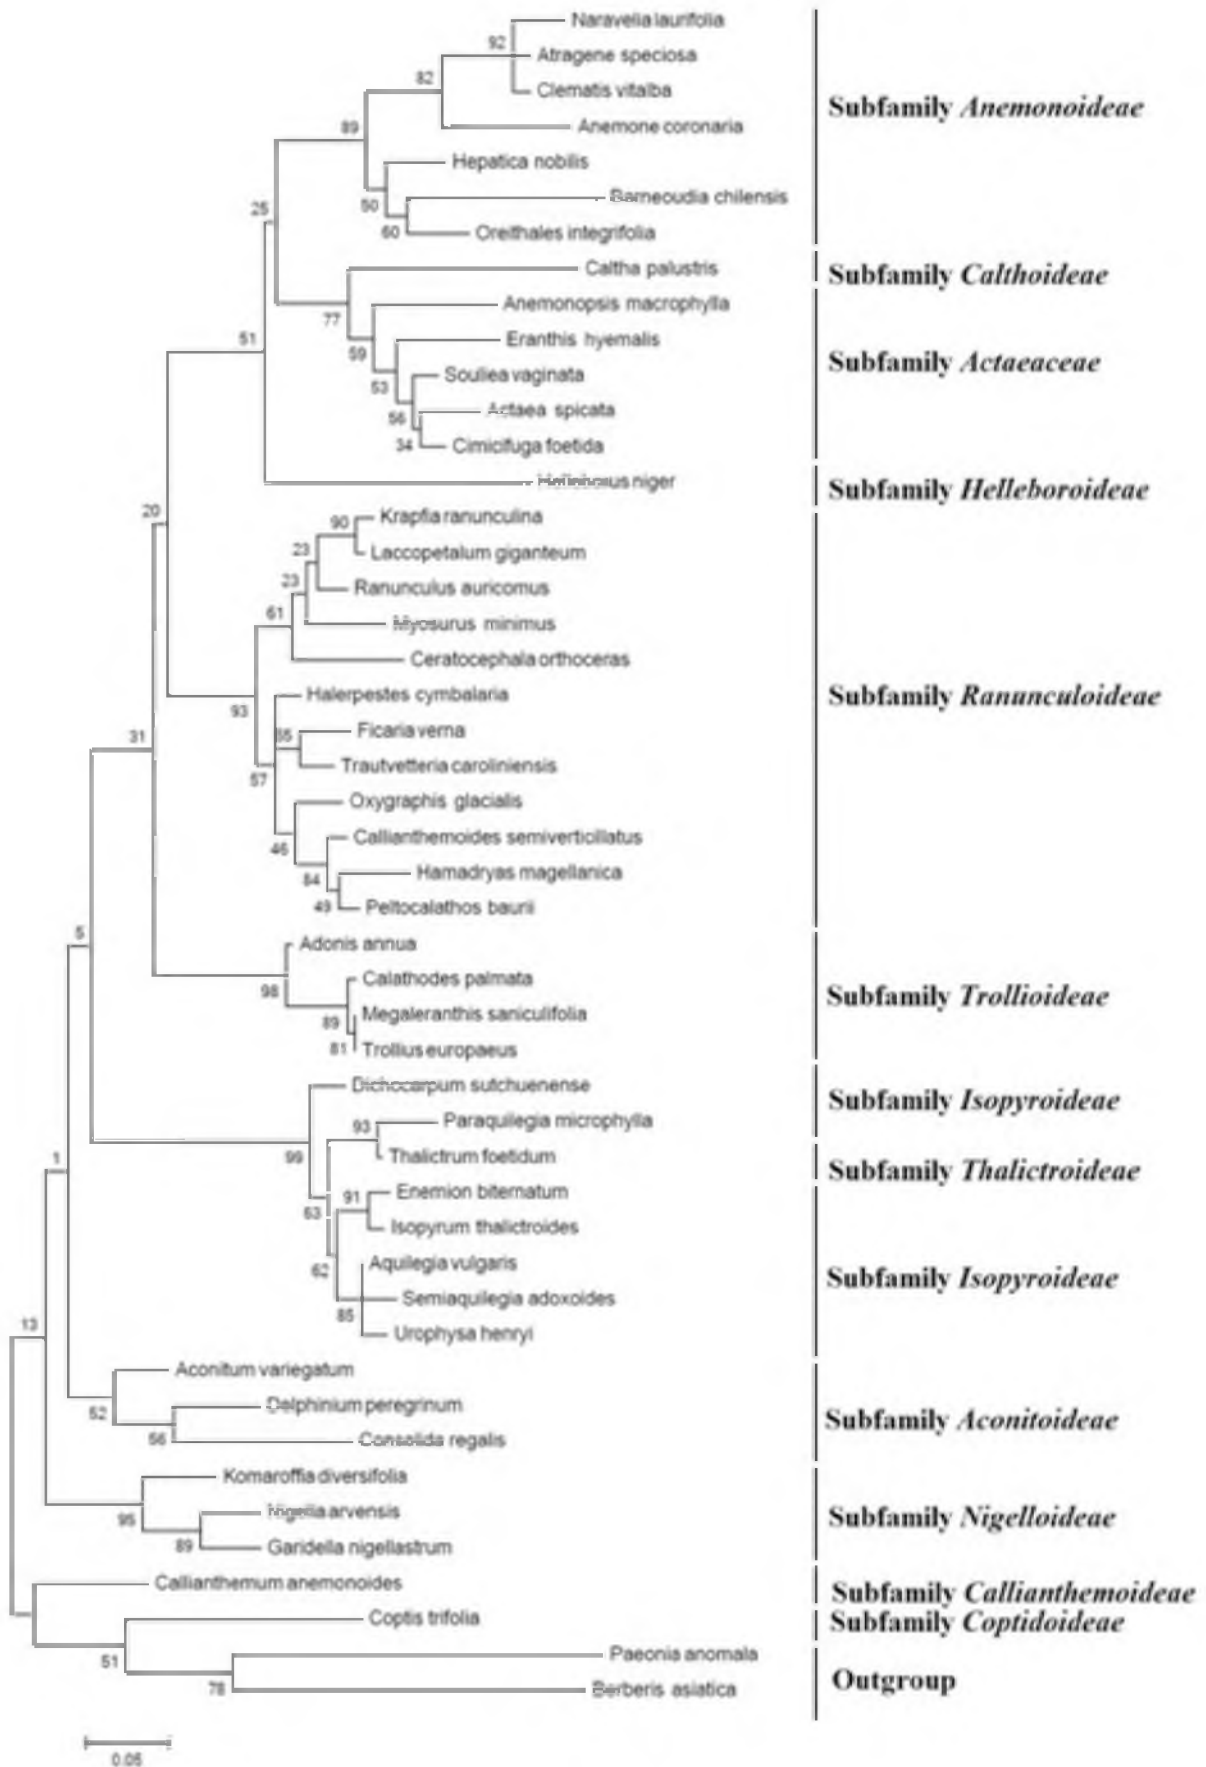 Naravelia laurifolia
92
Atragene speciosa
82
Clematis vitalba
Subfamily Anemonoideae
89
Anemone coronaria
Hepatica nobilis
50
Barneoudia chilensis
25
60
Oreithales integrifolia
Caltha palustris
Subfamily Calthoideae
77
Anemonopsis macrophylla
51
59
Eranthis hyemalis
Subfamily Actaeaceae
53
Souliea vaginata
56
Actaea spicata
34
Cimicifuga foetida
Helleborus niger
Subfamily Helleboroideae
20
90
Krapfia ranunculina
23
Laccopetalum giganteum
23
Ranunculus auricomus
61
Myosurus minimus
Ceratocephala orthoceras
93
Halerpestes cymbalaria
Subfamily Ranunculoideae
31
55
Ficaria verna
57
Trautvetteria caroliniensis
Oxygraphis glacialis
46
Callianthemoides semiverticillatus
84
Hamadryas magellanica
49
Peltocalathos baurii
5
Adonis annua
98
Calathodes palmata
Subfamily Trollioideae
89
Megaleranthis saniculifolia
81
Trollius europaeus
Dichocarpum sutchuenense
Subfamily Isopyroideae
93
Paraquilegia microphylla
1
99
Thalictrum foetidum
Subfamily Thalictroideae
63
91
Enemion biternatum
Isopyrum thalictroides
62
Aquilegia vulgaris
Subfamily Isopyroideae
85
Semiaquilegia adoxoides
13
Urophysa henryi
Aconitum variegatum
52
Delphinium peregrinum
Subfamily Aconitoideae
56
Consolida regalis
Komaroffia diversifolia
95
Nigella arvensis
Subfamily Nigelloideae
89
Garidella nigellastrum
Callianthemum anemonoides
Subfamily Callianthemoideae
Coptis trifolia
Subfamily Coptidoideae
51
Paeonia anomala
Outgroup
78
Berberis asiatica
0.05